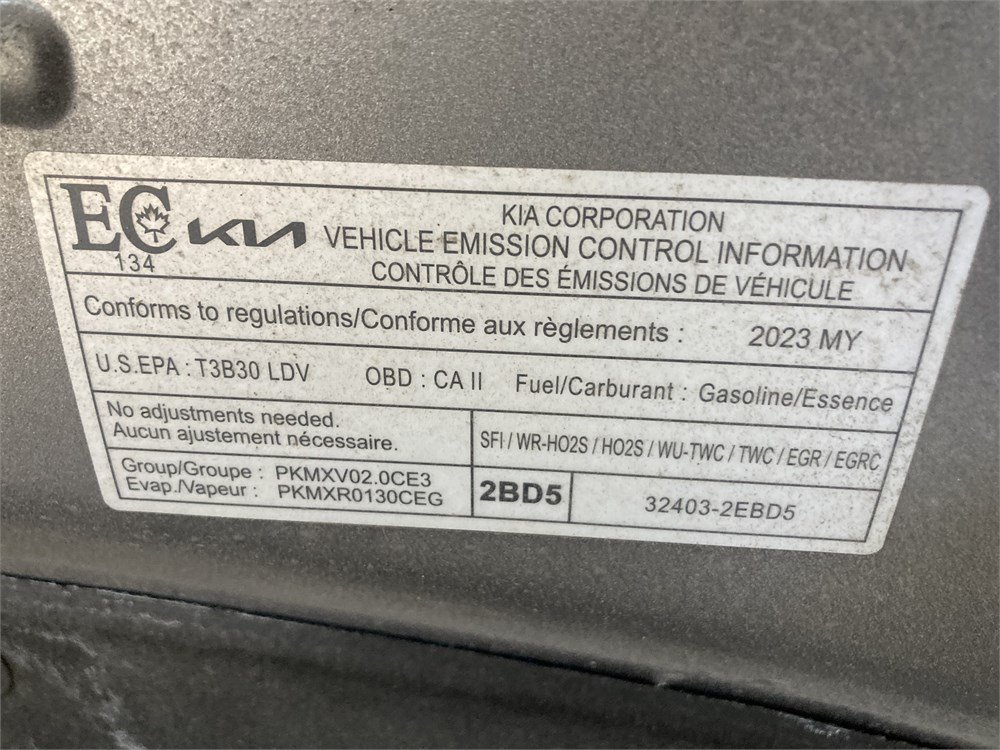 EC KIA
134
KIA CORPORATION
VEHICLE EMISSION CONTROL INFORMATION
CONTRÔLE DES ÉMISSIONS DE VÉHICULE
Conforms to regulations/Conforme aux règlements : 2023 MY
U.S.EPA : T3B30 LDV OBD : CA II Fuel/Carburant : Gasoline/Essence
No adjustments needed.
Aucun ajustement nécessaire.
SFI / WR-HO2S / HO2S / WU-TWC / TWC / EGR / EGRC
Group/Groupe : PKMXV02.0CE3
Evap./Vapeur : PKMXR0130CEG
2BD5
32403-2EBD5